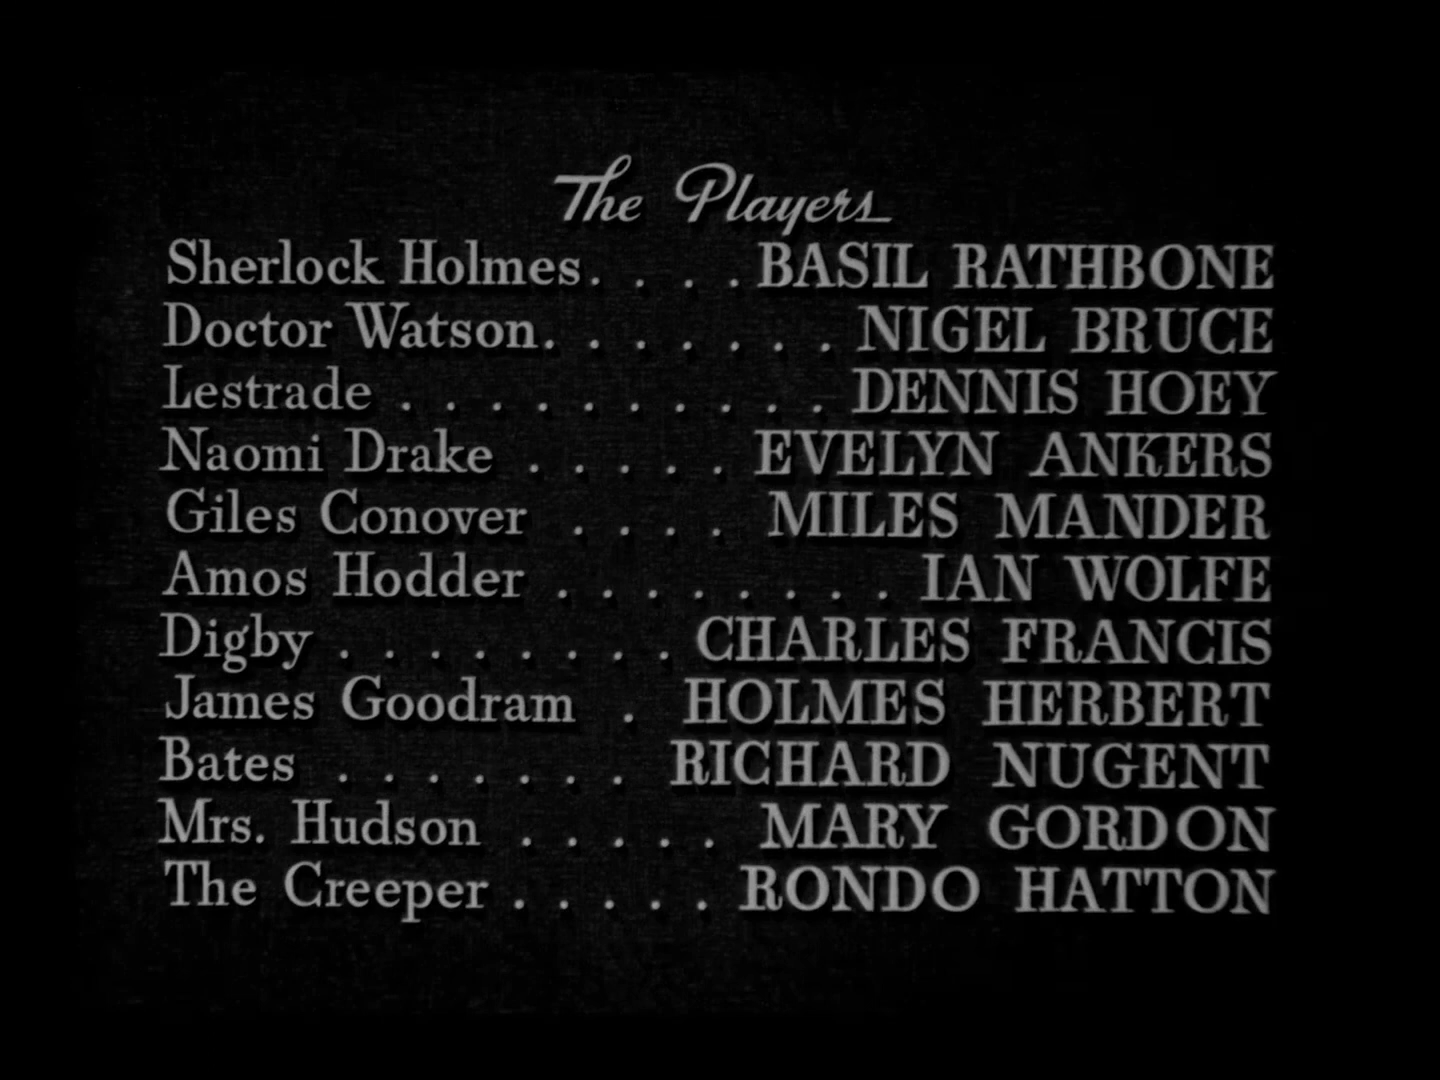 The Players
Sherlock Holmes. . . . BASIL RATHBONE
Doctor Watson. . . . . . . NIGEL BRUCE
Lestrade . . . . . . . . . . DENNIS HOEY
Naomi Drake . . . . . EVELYN ANKERS
Giles Conover . . . . MILES MANDER
Amos Hodder . . . . . . . . IAN WOLFE
Digby . . . . . . . . CHARLES FRANCIS
James Goodram . HOLMES HERBERT
Bates . . . . . . . RICHARD NUGENT
Mrs. Hudson . . . . . MARY GORDON
The Creeper . . . . . RONDO HATTON